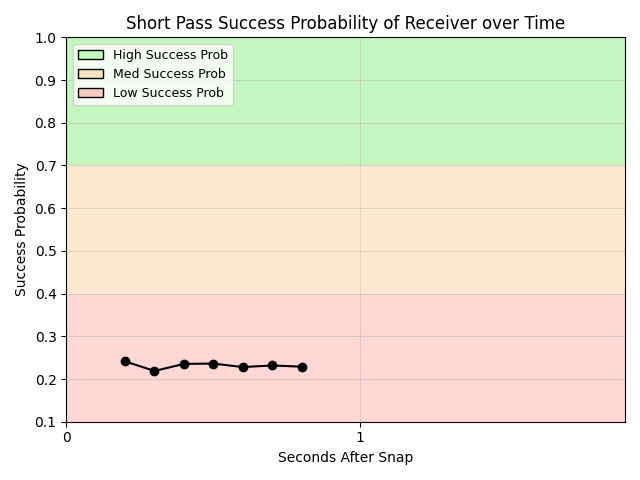 Short Pass Success Probability of Receiver over Time
High Success Prob
Med Success Prob
Low Success Prob
Success Probability
1.0
0.9
0.8
0.7
0.6
0.5
0.4
0.3
0.2
0.1
0
1
Seconds After Snap